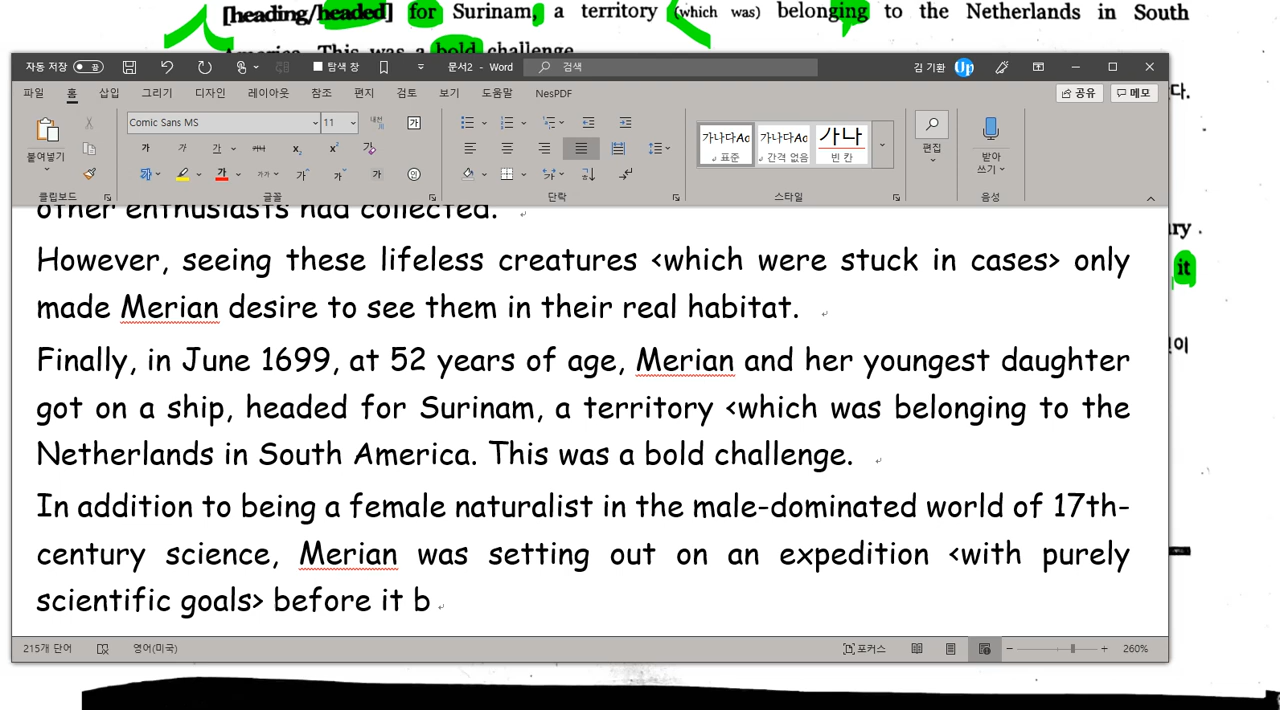 [heading/headed] for Surinam, a territory (which was) belonging to the Netherlands in South
America. This was a bold challenge.
자동 저장 끔
탐색 창
문서2 - Word
검색
김 기환
파일 홈 삽입 그리기 디자인 레이아웃 참조 편지 검토 보기 도움말 NesPDF
공유 메모
다.
붙여넣기
클립보드
Comic Sans MS 11
글꼴
단락
가나다Ac 가나다Ac 가나
표준 간격 없음 빈 칸
스타일
편집
받아
쓰기
음성
other enthusiasts had collected.
However, seeing these lifeless creatures <which were stuck in cases> only
made Merian desire to see them in their real habitat.
Finally, in June 1699, at 52 years of age, Merian and her youngest daughter
got on a ship, headed for Surinam, a territory <which was belonging to the
Netherlands in South America. This was a bold challenge.
In addition to being a female naturalist in the male-dominated world of 17th-
century science, Merian was setting out on an expedition <with purely
scientific goals> before it b
it
215개 단어 영어(미국) 포커스 260%